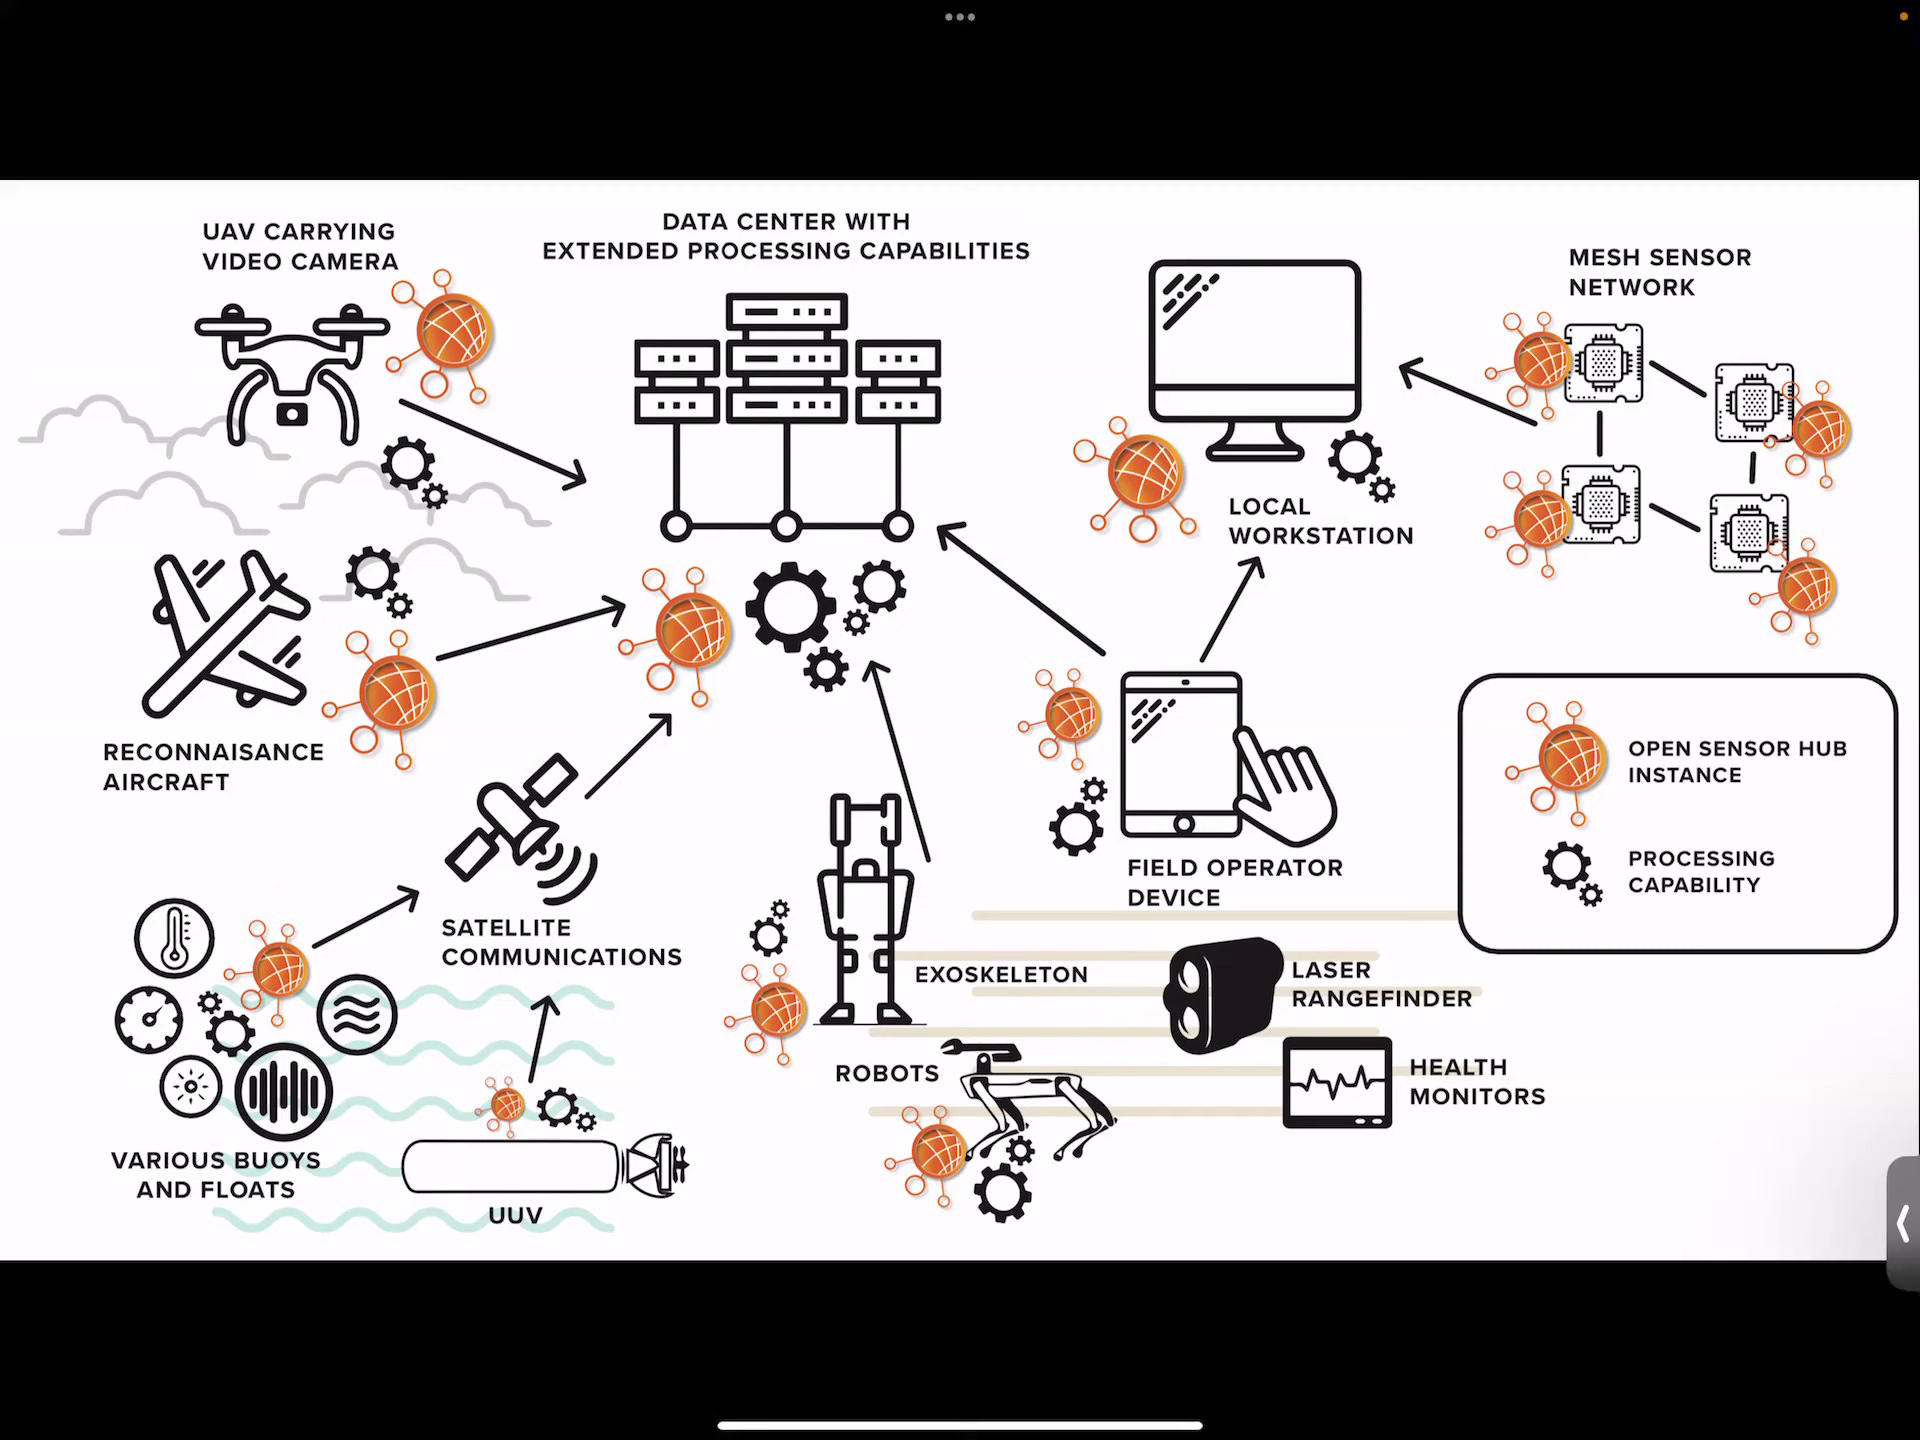 UAV CARRYING
VIDEO CAMERA
DATA CENTER WITH
EXTENDED PROCESSING CAPABILITIES
MESH SENSOR
NETWORK
LOCAL
WORKSTATION
RECONNAISANCE
AIRCRAFT
OPEN SENSOR HUB
INSTANCE
PROCESSING
CAPABILITY
FIELD OPERATOR
DEVICE
SATELLITE
COMMUNICATIONS
EXOSKELETON
LASER
RANGEFINDER
ROBOTS
HEALTH
MONITORS
VARIOUS BUOYS
AND FLOATS
UUV